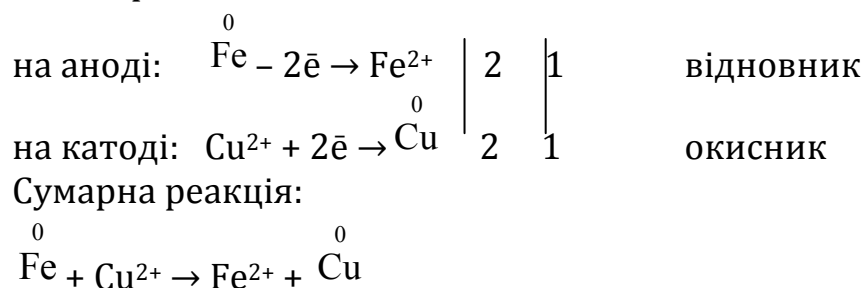 0
на аноді: Fe – 2ē → Fe²⁺ | 2 | 1 відновник
0
на катоді: Cu²⁺ + 2ē → Cu | 2 | 1 окисник
Сумарна реакція:
0 0
Fe + Cu²⁺ → Fe²⁺ + Cu